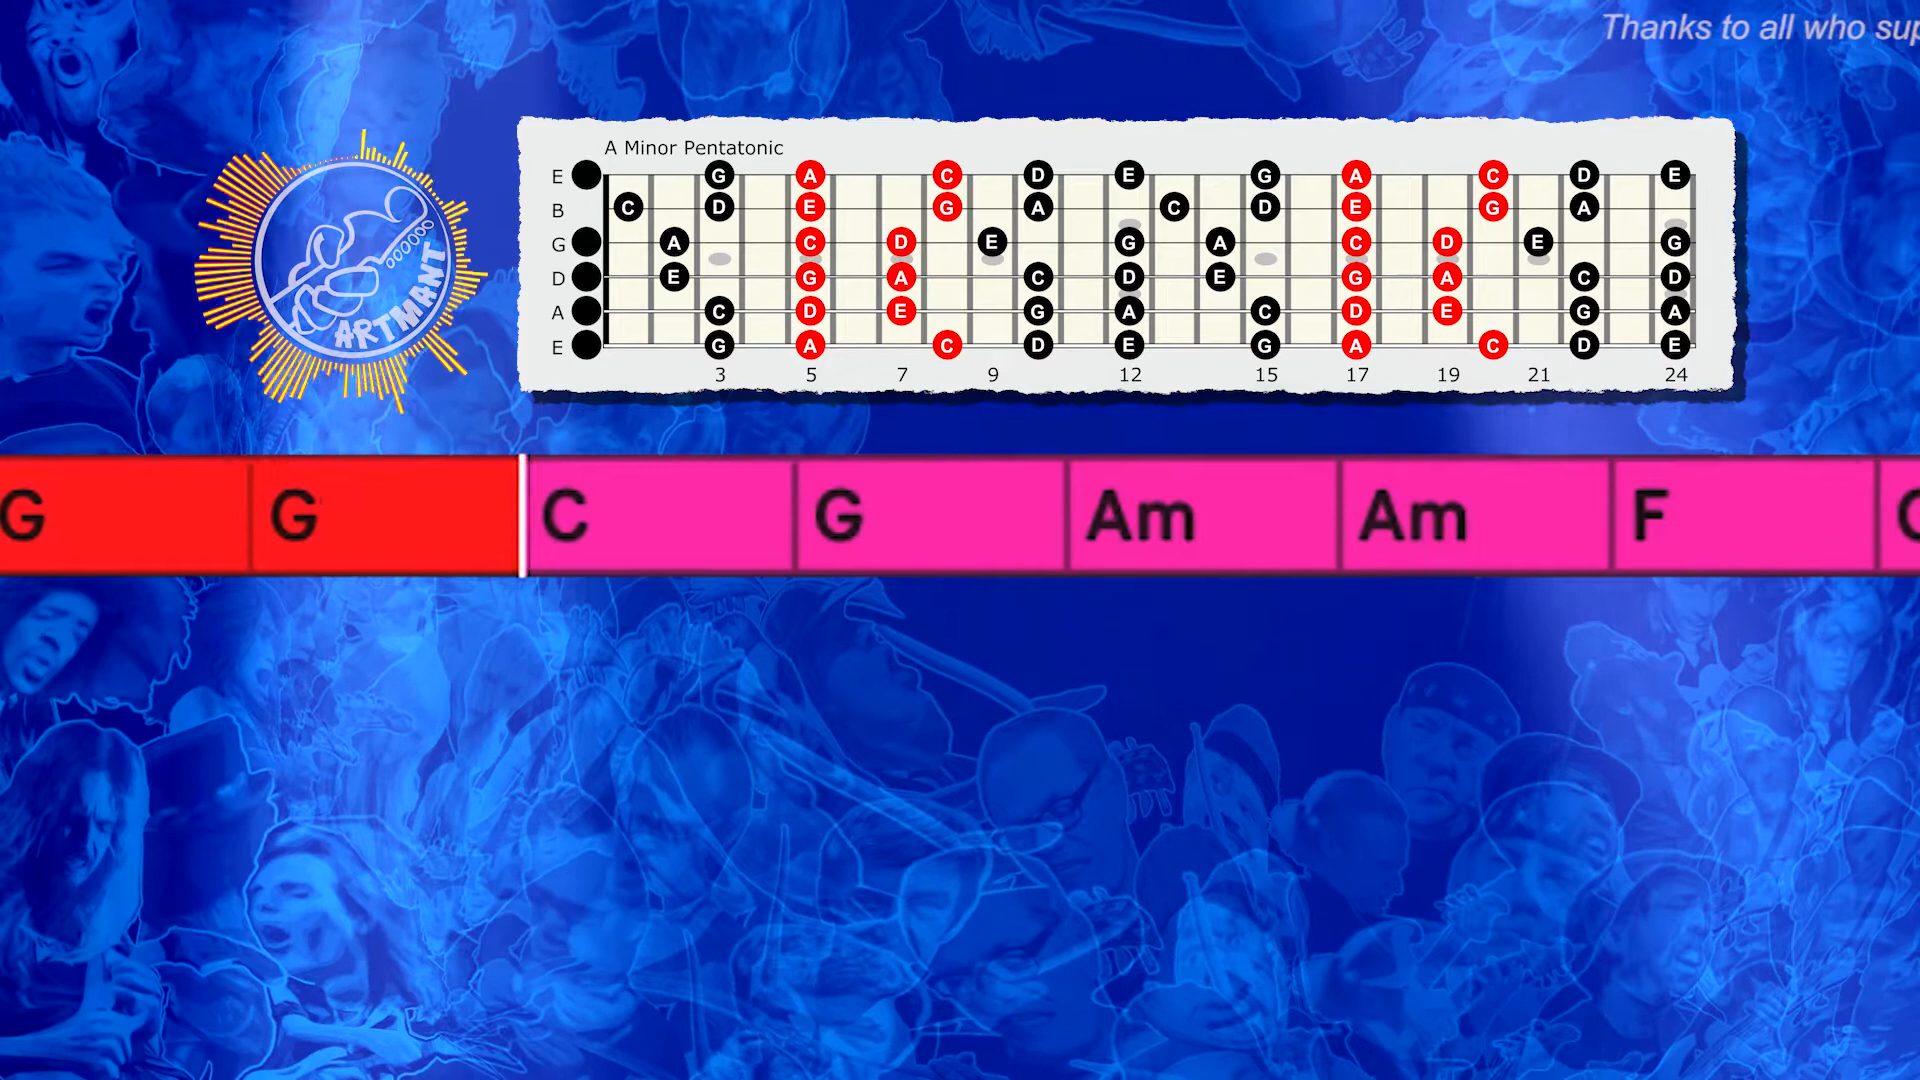 Thanks to all who sup
A Minor Pentatonic
E G A C D E G A C D E
B C D E G A C D E G A
G A C D E G A C D E G
D E G A C D E G A C D
A C D E G A C D E G A
E G A C D E G A C D E
3 5 7 9 12 15 17 19 21 24
ARTMANT
G G C G Am Am F